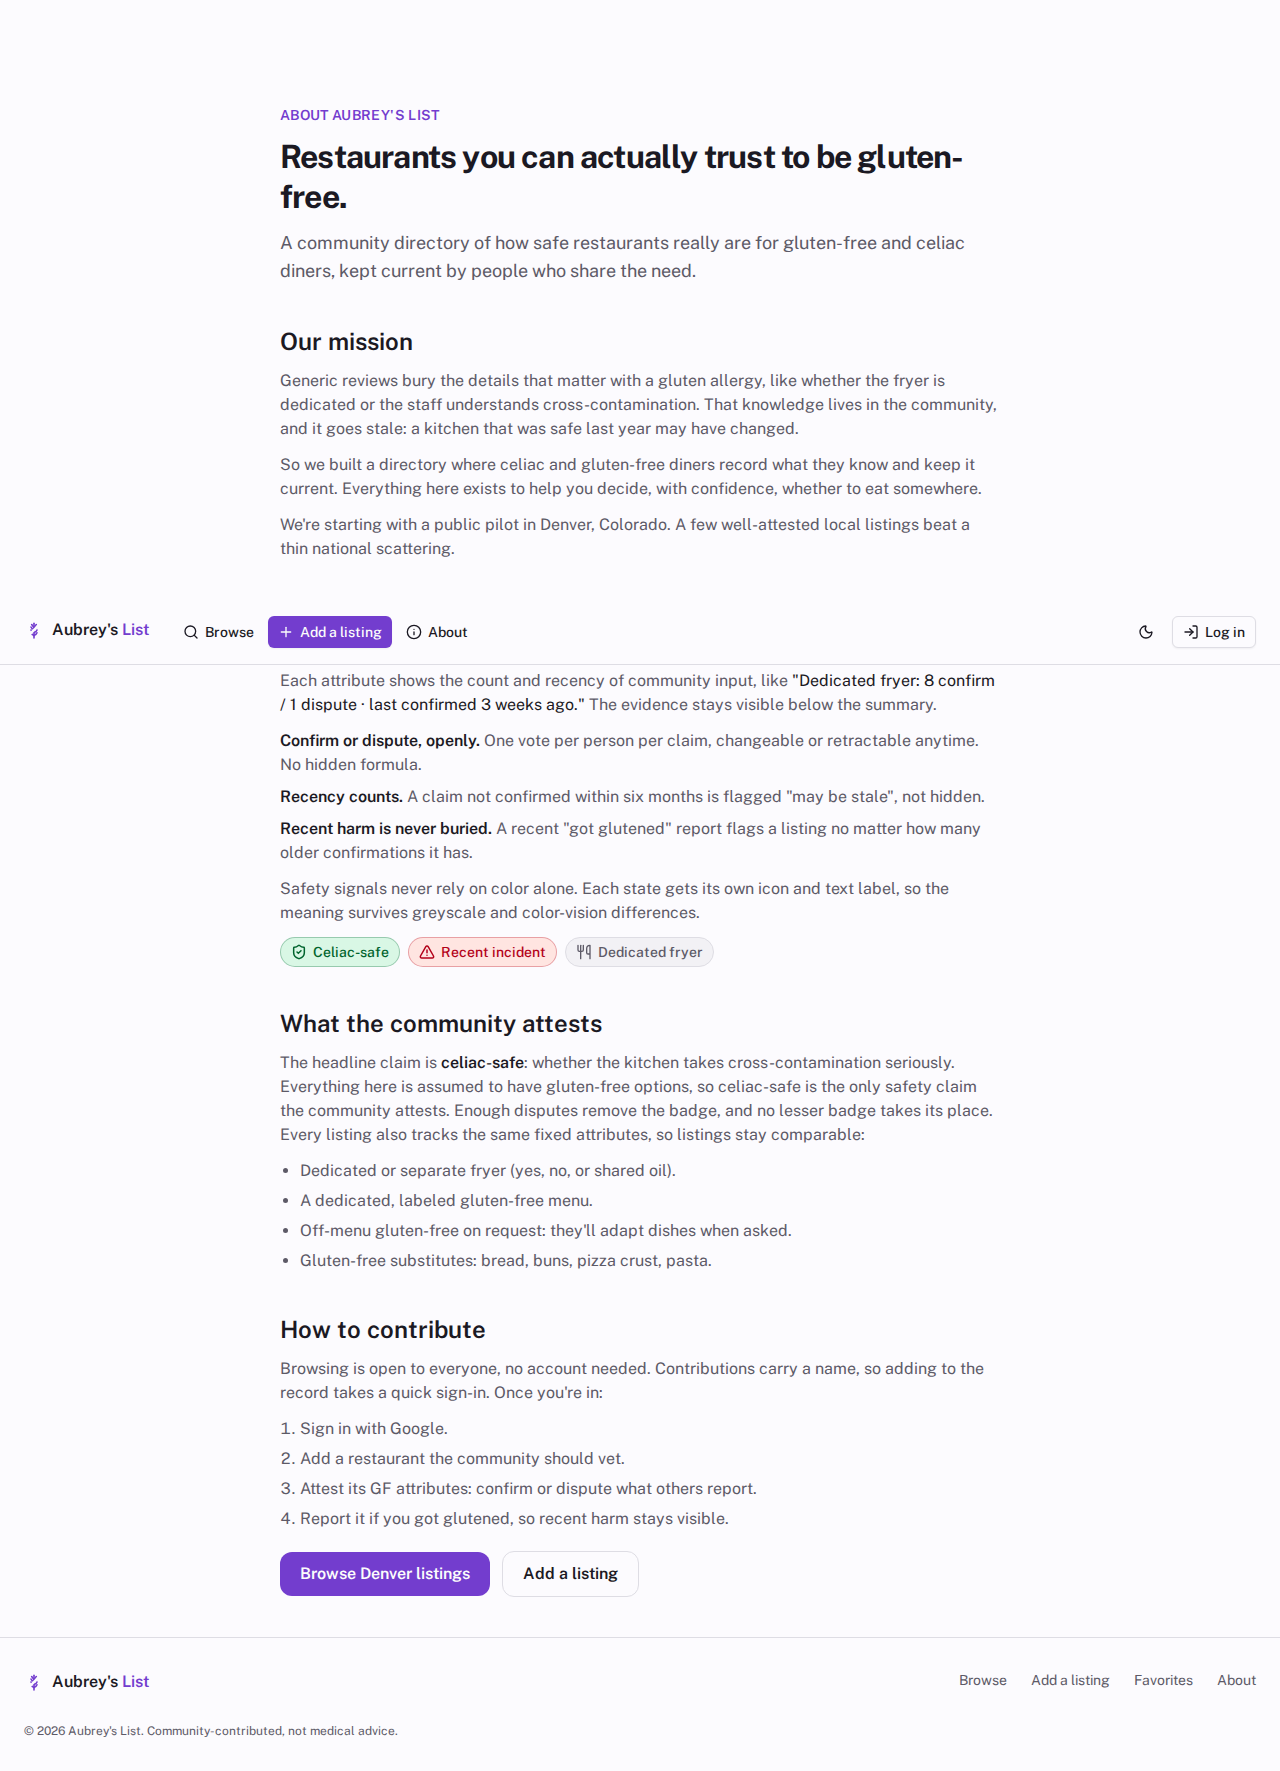 ABOUT AUBREY'S LIST
Restaurants you can actually trust to be gluten-
free.
A community directory of how safe restaurants really are for gluten-free and celiac
diners, kept current by people who share the need.
Our mission
Generic reviews bury the details that matter with a gluten allergy, like whether the fryer is
dedicated or the staff understands cross-contamination. That knowledge lives in the community,
and it goes stale: a kitchen that was safe last year may have changed.
So we built a directory where celiac and gluten-free diners record what they know and keep it
current. Everything here exists to help you decide, with confidence, whether to eat somewhere.
We're starting with a public pilot in Denver, Colorado. A few well-attested local listings beat a
thin national scattering.
Aubrey's List Browse Add a listing About Log in
Each attribute shows the count and recency of community input, like "Dedicated fryer: 8 confirm
/ 1 dispute · last confirmed 3 weeks ago." The evidence stays visible below the summary.
Confirm or dispute, openly. One vote per person per claim, changeable or retractable anytime.
No hidden formula.
Recency counts. A claim not confirmed within six months is flagged "may be stale", not hidden.
Recent harm is never buried. A recent "got glutened" report flags a listing no matter how many
older confirmations it has.
Safety signals never rely on color alone. Each state gets its own icon and text label, so the
meaning survives greyscale and color-vision differences.
Celiac-safe Recent incident Dedicated fryer
What the community attests
The headline claim is celiac-safe: whether the kitchen takes cross-contamination seriously.
Everything here is assumed to have gluten-free options, so celiac-safe is the only safety claim
the community attests. Enough disputes remove the badge, and no lesser badge takes its place.
Every listing also tracks the same fixed attributes, so listings stay comparable:
• Dedicated or separate fryer (yes, no, or shared oil).
• A dedicated, labeled gluten-free menu.
• Off-menu gluten-free on request: they'll adapt dishes when asked.
• Gluten-free substitutes: bread, buns, pizza crust, pasta.
How to contribute
Browsing is open to everyone, no account needed. Contributions carry a name, so adding to the
record takes a quick sign-in. Once you're in:
1. Sign in with Google.
2. Add a restaurant the community should vet.
3. Attest its GF attributes: confirm or dispute what others report.
4. Report it if you got glutened, so recent harm stays visible.
Browse Denver listings Add a listing
Aubrey's List Browse Add a listing Favorites About
© 2026 Aubrey's List. Community-contributed, not medical advice.